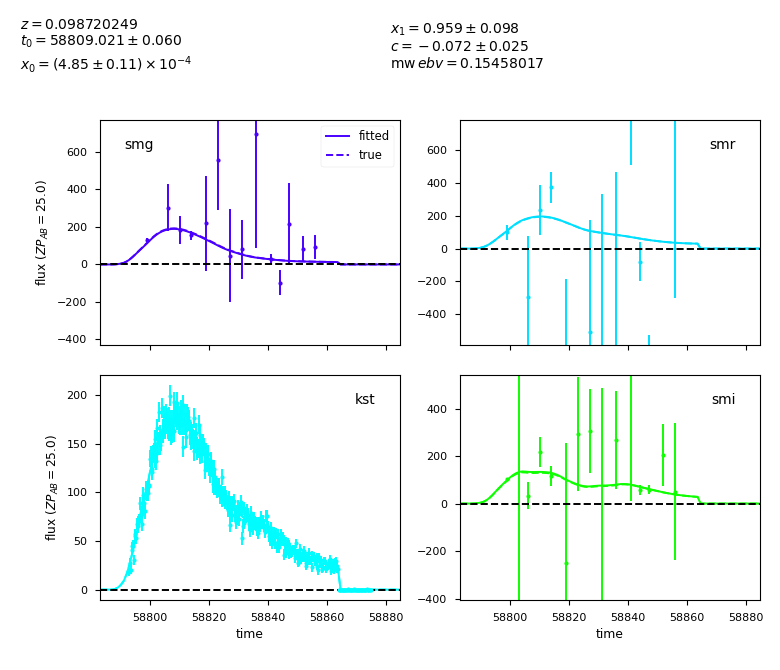 z = 0.098720249
t₀ = 58809.021 ± 0.060
x₀ = (4.85 ± 0.11) × 10⁻⁴
x₁ = 0.959 ± 0.098
c = −0.072 ± 0.025
mw ebv = 0.15458017
smg
fitted
true
600
400
200
0
−200
−400
flux (ZP_AB = 25.0)
smr
600
400
200
0
−200
−400
kst
200
150
100
50
0
flux (ZP_AB = 25.0)
58800 58820 58840 58860 58880
time
smi
400
200
0
−200
−400
58800 58820 58840 58860 58880
time